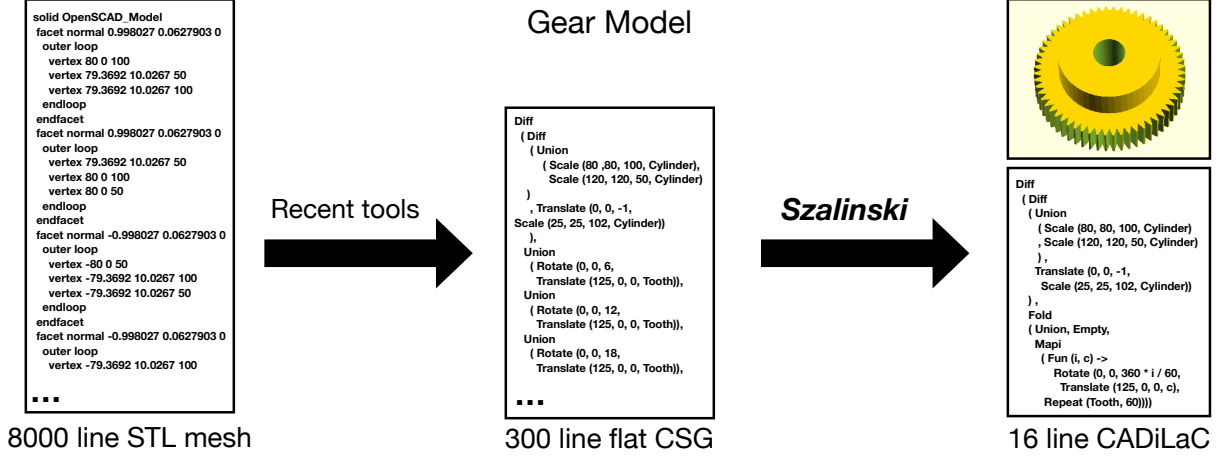 Gear Model
solid OpenSCAD_Model
facet normal 0.998027 0.0627903 0
outer loop
vertex 80 0 100
vertex 79.3692 10.0267 50
vertex 79.3692 10.0267 100
endloop
endfacet
facet normal 0.998027 0.0627903 0
outer loop
vertex 79.3692 10.0267 50
vertex 80 0 100
vertex 80 0 50
endloop
endfacet
facet normal -0.998027 0.0627903 0
outer loop
vertex -80 0 50
vertex -79.3692 10.0267 100
vertex -79.3692 10.0267 50
endloop
endfacet
facet normal -0.998027 0.0627903 0
outer loop
vertex -79.3692 10.0267 100
...
8000 line STL mesh
Recent tools
Diff
( Diff
( Union
( Scale (80 ,80, 100, Cylinder),
Scale (120, 120, 50, Cylinder)
)
, Translate (0, 0, -1,
Scale (25, 25, 102, Cylinder))
),
Union
( Rotate (0, 0, 6,
Translate (125, 0, 0, Tooth)),
Union
( Rotate (0, 0, 12,
Translate (125, 0, 0, Tooth)),
Union
( Rotate (0, 0, 18,
Translate (125, 0, 0, Tooth)),
...
300 line flat CSG
Szalinski
Diff
( Diff
( Union
( Scale (80, 80, 100, Cylinder)
, Scale (120, 120, 50, Cylinder)
) ,
Translate (0, 0, -1,
Scale (25, 25, 102, Cylinder))
) ,
Fold
( Union, Empty,
Mapi
( Fun (i, c) ->
Rotate (0, 0, 360 * i / 60,
Translate (125, 0, 0, c),
Repeat (Tooth, 60))))
16 line CADiLaC